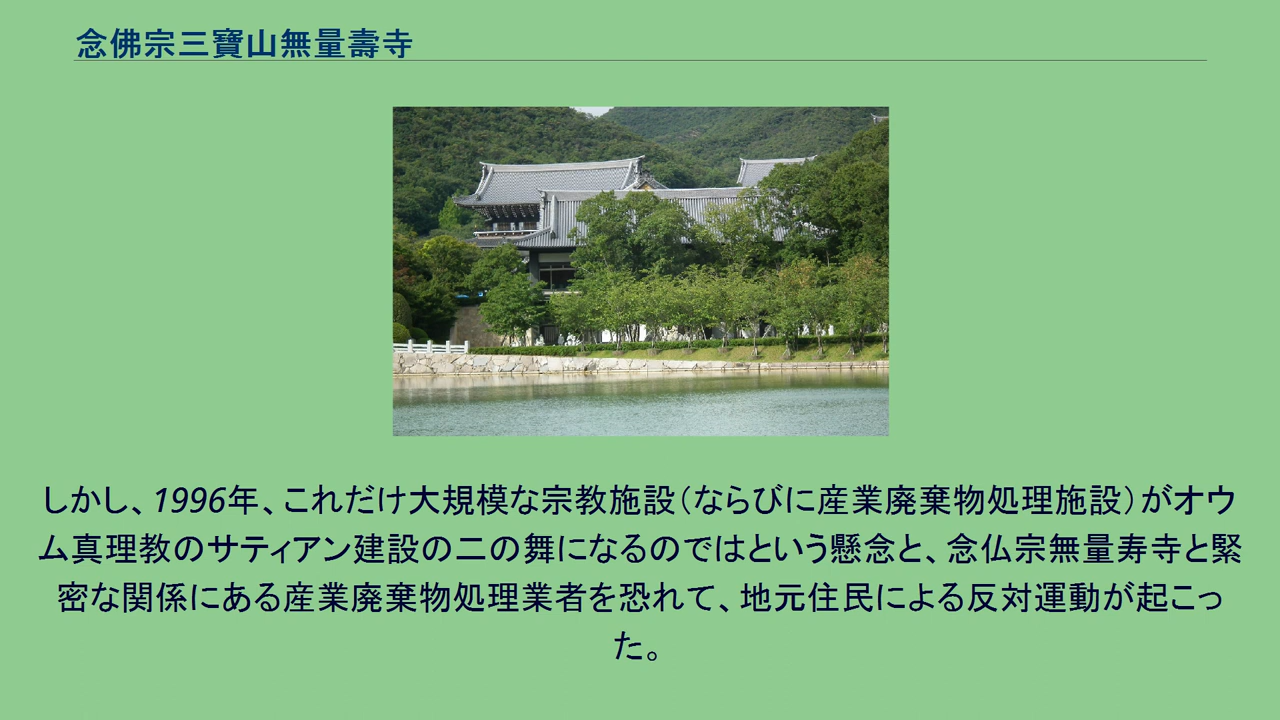 念佛宗三寶山無量壽寺
しかし、1996年、これだけ大規模な宗教施設（ならびに産業廃棄物処理施設）がオウ
ム真理教のサティアン建設の二の舞になるのではという懸念と、念仏宗無量寿寺と緊
密な関係にある産業廃棄物処理業者を恐れて、地元住民による反対運動が起こっ
た。